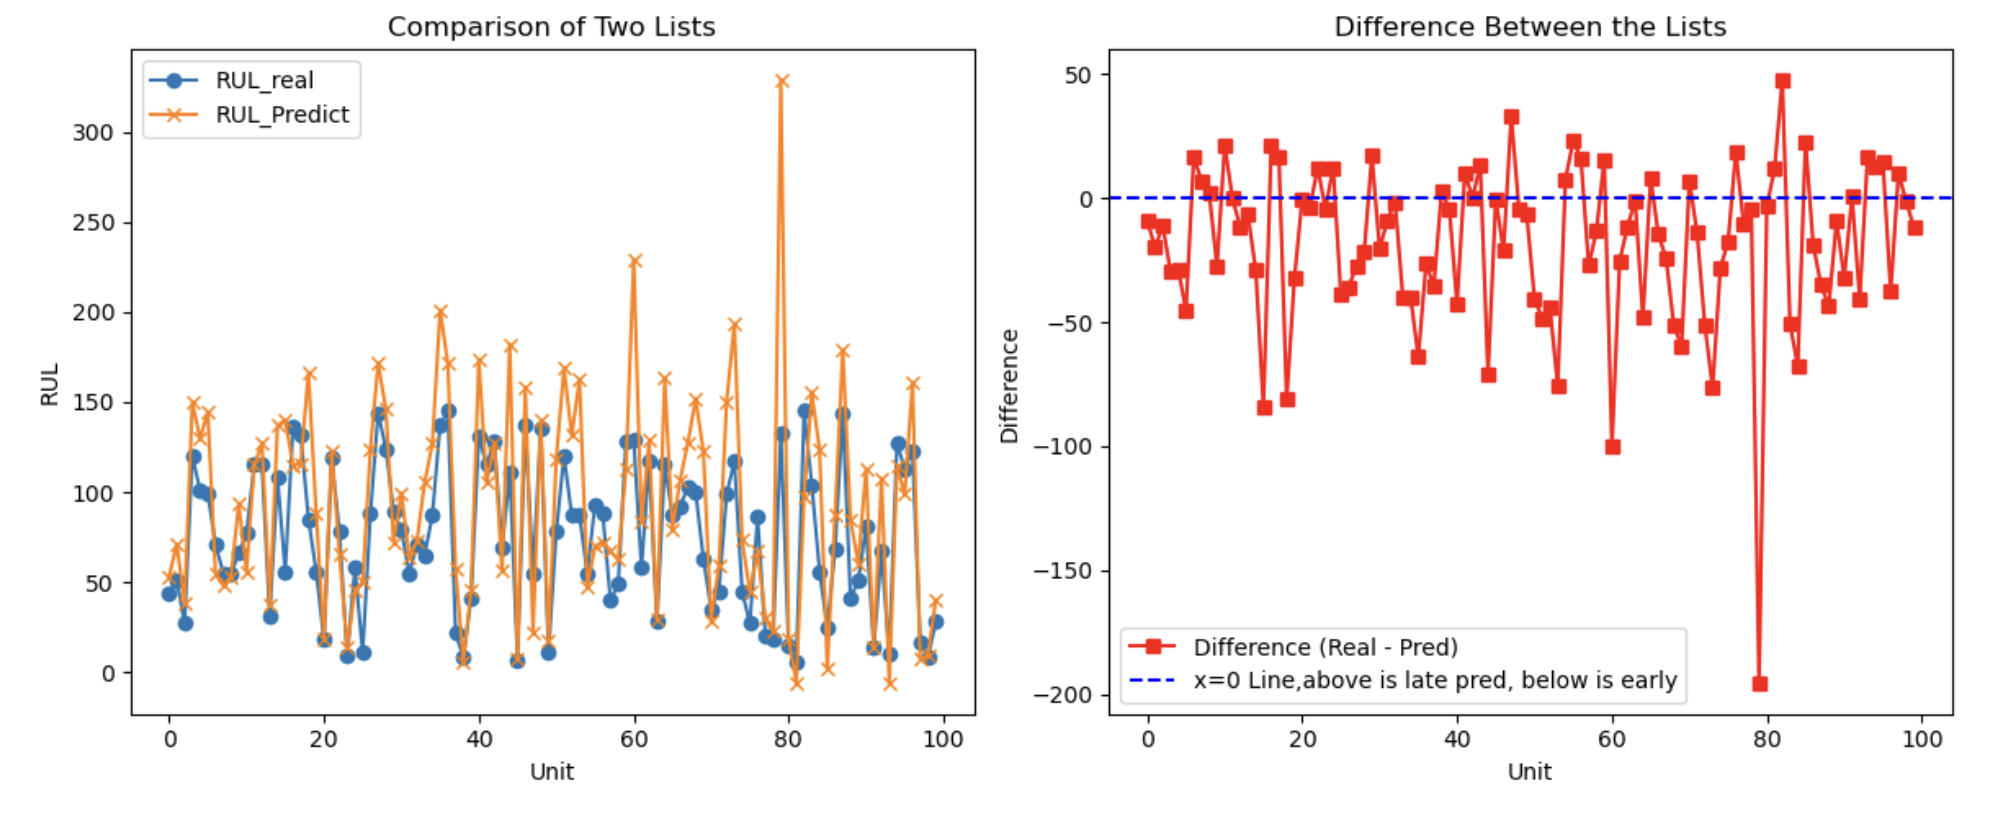 Comparison of Two Lists
RUL_real
RUL_Predict
300
250
200
150
100
50
0
RUL
0 20 40 60 80 100
Unit
Difference Between the Lists
50
0
−50
−100
−150
−200
Difference
Difference (Real - Pred)
x=0 Line,above is late pred, below is early
0 20 40 60 80 100
Unit